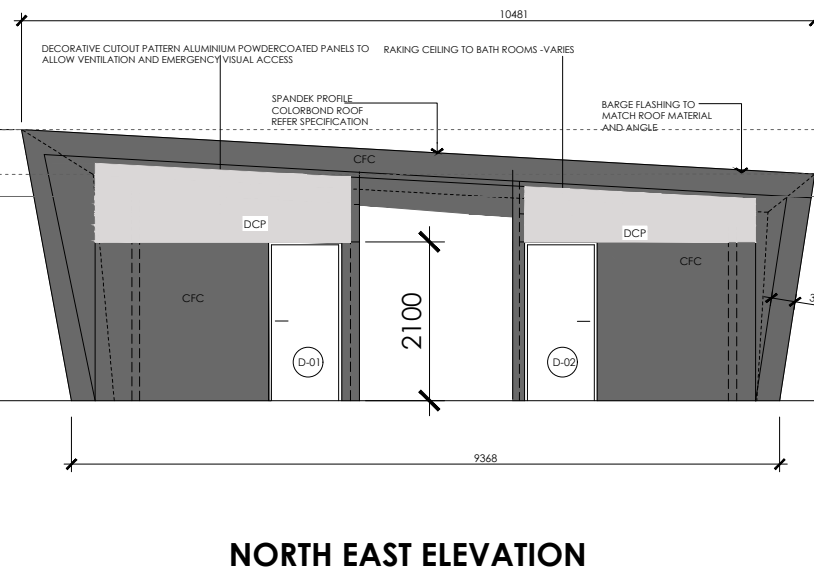 10481
DECORATIVE CUTOUT PATTERN ALUMINIUM POWDERCOATED PANELS TO
ALLOW VENTILATION AND EMERGENCY VISUAL ACCESS
RAKING CEILING TO BATH ROOMS -VARIES
SPANDEK PROFILE
COLORBOND ROOF
REFER SPECIFICATION
BARGE FLASHING TO
MATCH ROOF MATERIAL
AND ANGLE
CFC
DCP
DCP
CFC
CFC
3
2100
D-01
D-02
9368
NORTH EAST ELEVATION